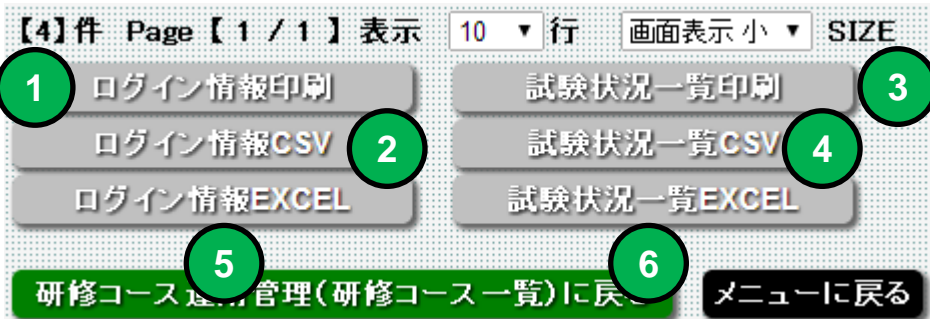 【4】件 Page【 1 / 1 】表示 10 行 画面表示 小 SIZE
1 ログイン情報印刷 試験状況一覧印刷 3
ログイン情報CSV 2 試験状況一覧CSV 4
ログイン情報EXCEL 試験状況一覧EXCEL
5 6
研修コース運用管理(研修コース一覧)に戻る メニューに戻る